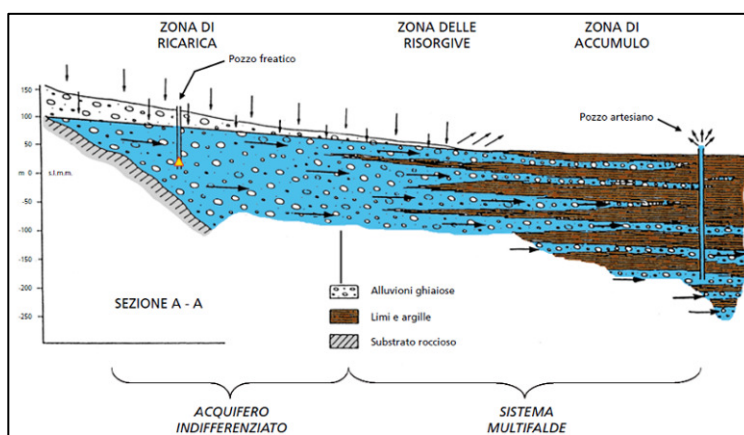 ZONA DI
RICARICA
ZONA DELLE
RISORGIVE
ZONA DI
ACCUMULO
Pozzo freatico
Pozzo artesiano
150
100
50
m 0 s.l.m.m.
-50
-100
-150
-200
-250
SEZIONE A - A
Alluvioni ghiaiose
Limi e argille
Substrato roccioso
ACQUIFERO
INDIFFERENZIATO
SISTEMA
MULTIFALDE